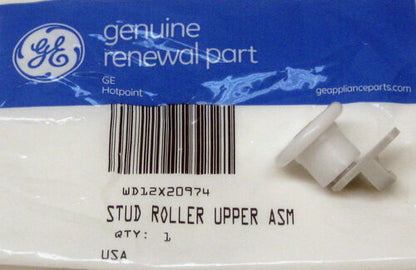 GE
genuine
renewal part
GE
Hotpoint
geapplianceparts.com
WD12X20974
STUD ROLLER UPPER ASM
QTY: 1
USA